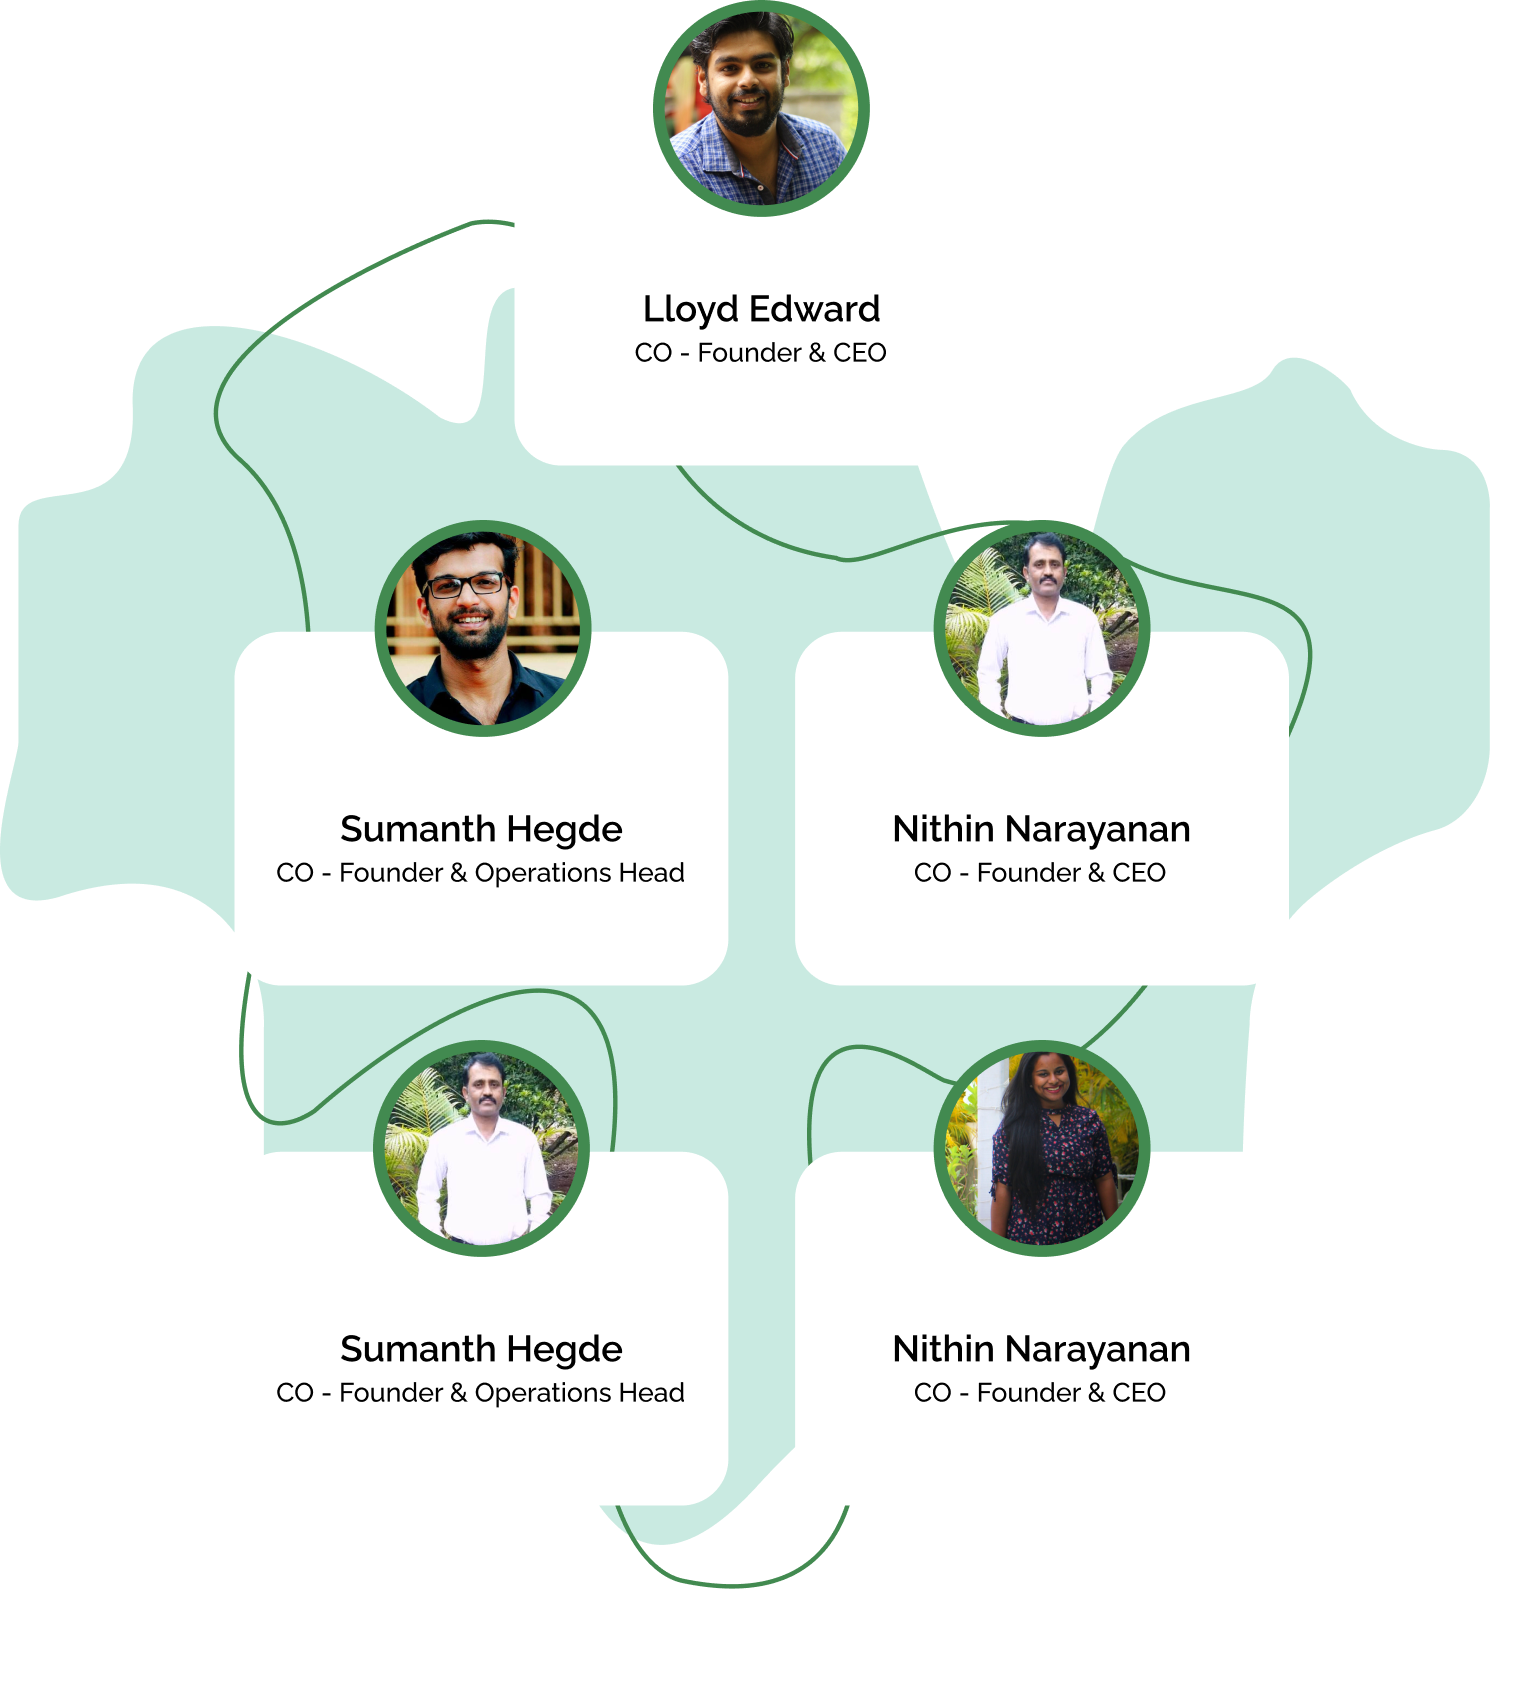 Lloyd Edward
CO - Founder & CEO
Sumanth Hegde
CO - Founder & Operations Head
Nithin Narayanan
CO - Founder & CEO
Sumanth Hegde
CO - Founder & Operations Head
Nithin Narayanan
CO - Founder & CEO